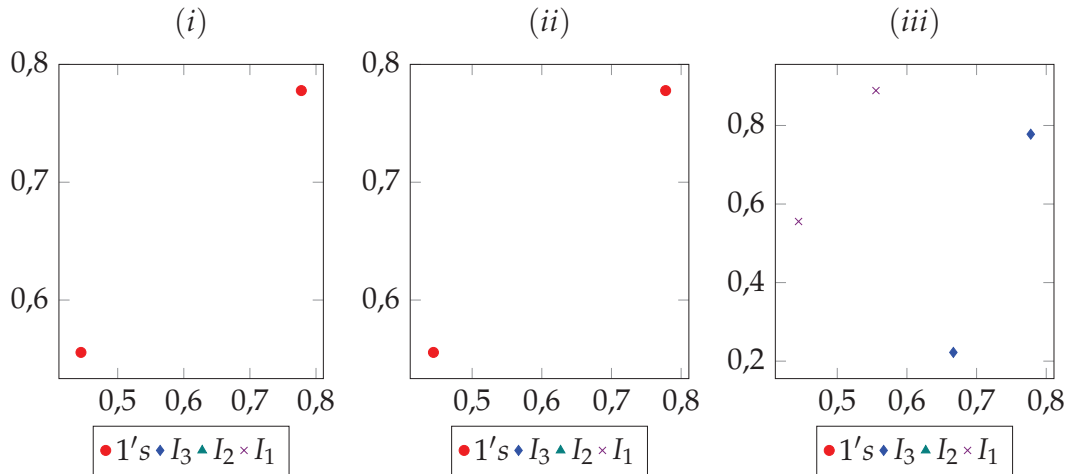 (i) (ii) (iii)
0,8 0,8
0,8
0,7 0,7
0,6
0,6 0,6
0,4
0,2
0,5 0,6 0,7 0,8 0,5 0,6 0,7 0,8 0,5 0,6 0,7 0,8
1's I₃ I₂ I₁ 1's I₃ I₂ I₁ 1's I₃ I₂ I₁